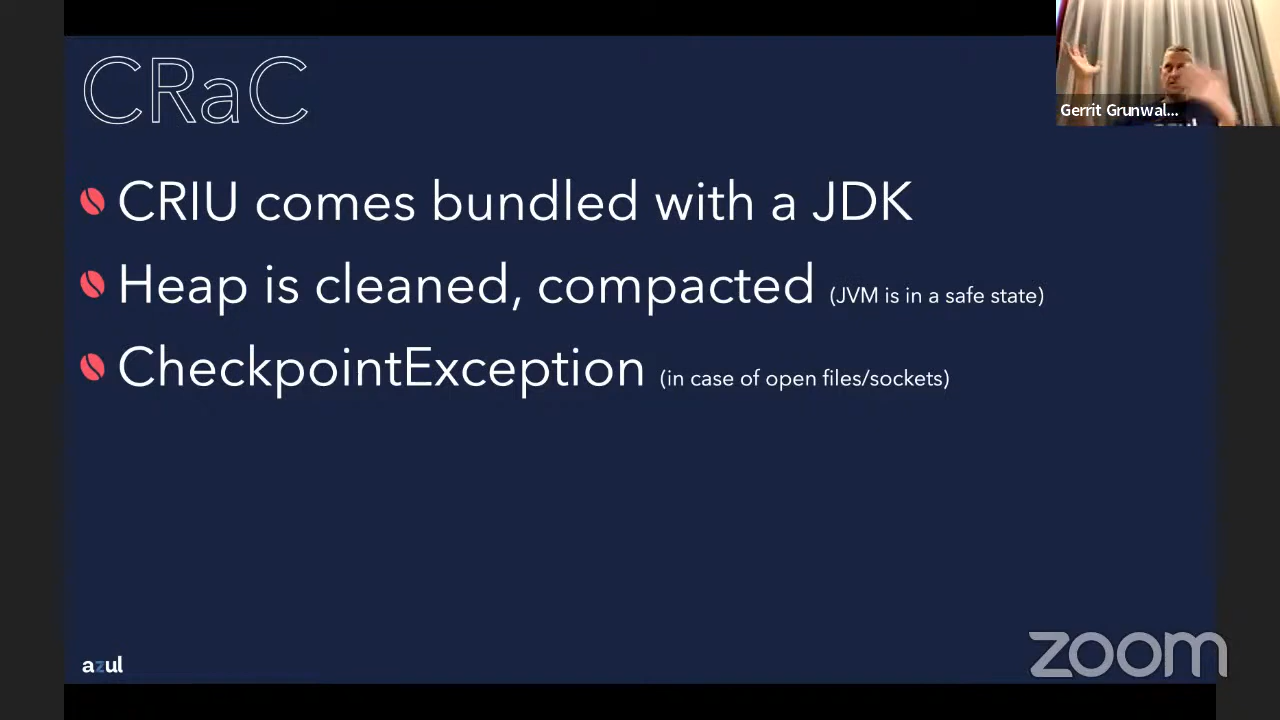 CRaC
Gerrit Grunwal...
CRIU comes bundled with a JDK
Heap is cleaned, compacted (JVM is in a safe state)
CheckpointException (in case of open files/sockets)
azul
zoom